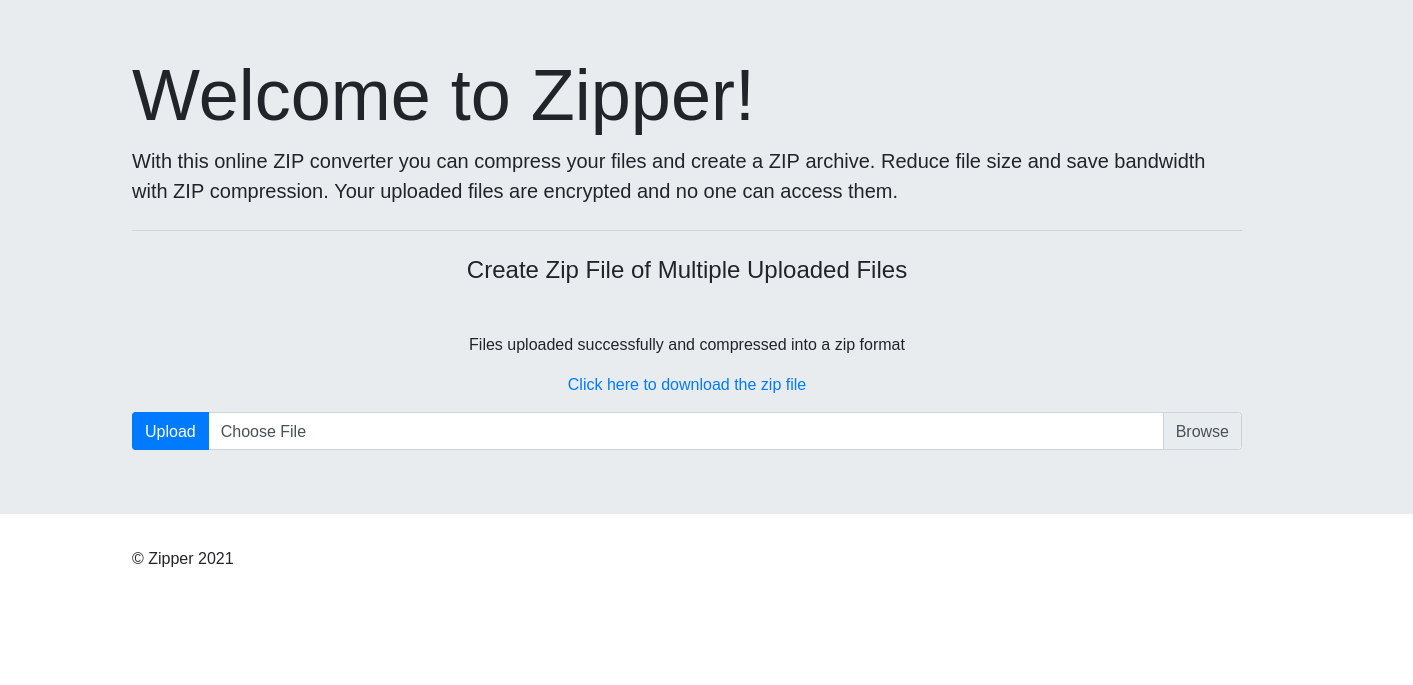 Welcome to Zipper!
With this online ZIP converter you can compress your files and create a ZIP archive. Reduce file size and save bandwidth
with ZIP compression. Your uploaded files are encrypted and no one can access them.
Create Zip File of Multiple Uploaded Files
Files uploaded successfully and compressed into a zip format
Click here to download the zip file
Upload Choose File Browse
© Zipper 2021